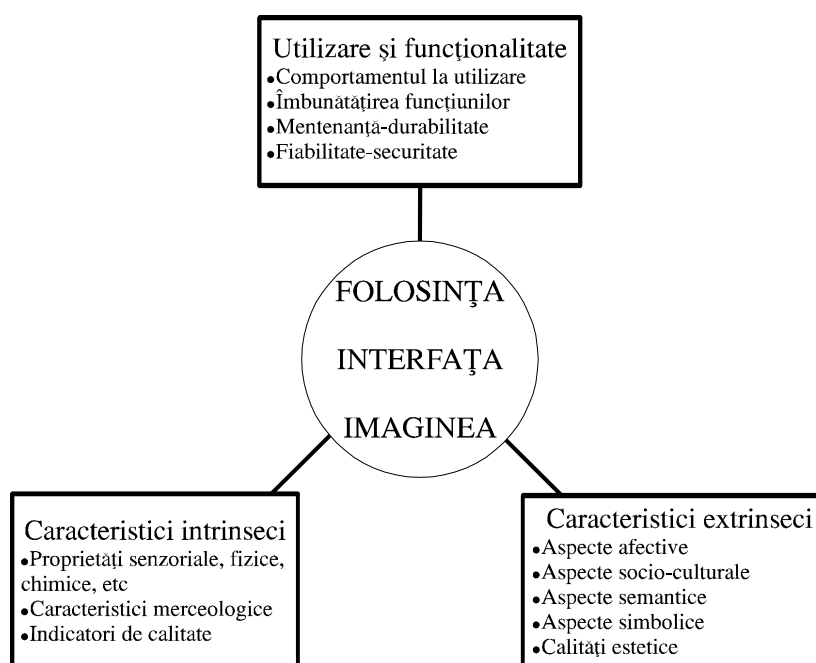 Utilizare şi funcţionalitate
•Comportamentul la utilizare
•Îmbunătăţirea funcţiunilor
•Mentenanţă-durabilitate
•Fiabilitate-securitate
FOLOSINŢA
INTERFAŢA
IMAGINEA
Caracteristici intrinseci
•Proprietăţi senzoriale, fizice,
chimice, etc
•Caracteristici merceologice
•Indicatori de calitate
Caracteristici extrinseci
•Aspecte afective
•Aspecte socio-culturale
•Aspecte semantice
•Aspecte simbolice
•Calităţi estetice